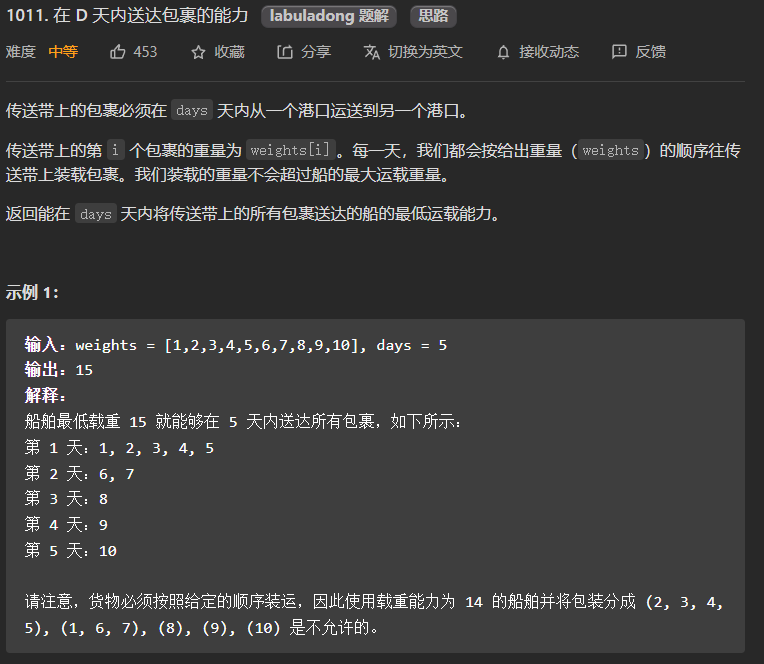 1011. 在 D 天内送达包裹的能力 labuladong 题解 思路
难度 中等 453 收藏 分享 切换为英文 接收动态 反馈
传送带上的包裹必须在 days 天内从一个港口运送到另一个港口。
传送带上的第 i 个包裹的重量为 weights[i]。每一天，我们都会按给出重量（weights）的顺序往传
送带上装载包裹。我们装载的重量不会超过船的最大运载重量。
返回能在 days 天内将传送带上的所有包裹送达的船的最低运载能力。
示例 1：
输入：weights = [1,2,3,4,5,6,7,8,9,10], days = 5
输出：15
解释：
船舶最低载重 15 就能够在 5 天内送达所有包裹，如下所示：
第 1 天：1, 2, 3, 4, 5
第 2 天：6, 7
第 3 天：8
第 4 天：9
第 5 天：10
请注意，货物必须按照给定的顺序装运，因此使用载重能力为 14 的船舶并将包装分成 (2, 3, 4,
5), (1, 6, 7), (8), (9), (10) 是不允许的。